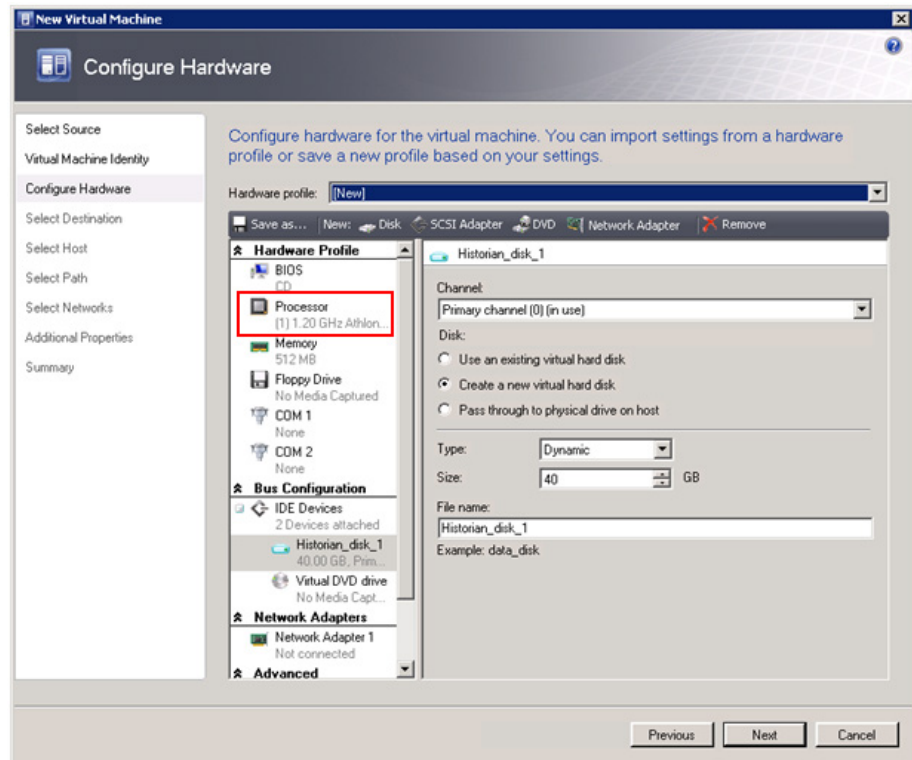 New Virtual Machine
Configure Hardware
Select Source
Virtual Machine Identity
Configure Hardware
Select Destination
Select Host
Select Path
Select Networks
Additional Properties
Summary
Configure hardware for the virtual machine. You can import settings from a hardware
profile or save a new profile based on your settings.
Hardware profile: [New]
Save as... New: Disk SCSI Adapter DVD Network Adapter Remove
Hardware Profile
BIOS
CD
Processor
(1) 1.20 GHz Athlon...
Memory
512 MB
Floppy Drive
No Media Captured
COM 1
None
COM 2
None
Bus Configuration
IDE Devices
2 Devices attached
Historian_disk_1
40.00 GB, Prim...
Virtual DVD drive
No Media Capt...
Network Adapters
Network Adapter 1
Not connected
Advanced
Historian_disk_1
Channel:
Primary channel (0) (in use)
Disk:
Use an existing virtual hard disk
Create a new virtual hard disk
Pass through to physical drive on host
Type: Dynamic
Size: 40 GB
File name:
Historian_disk_1
Example: data_disk
Previous Next Cancel